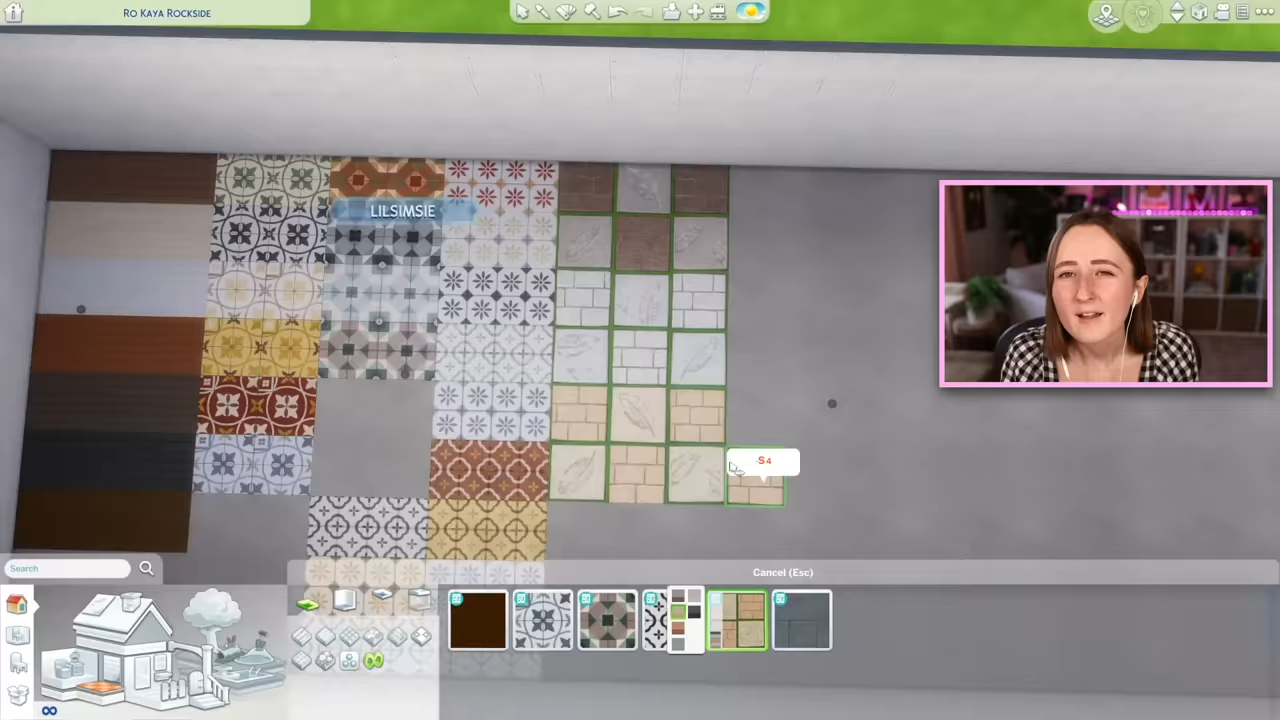 RO KAYA ROCKSIDE
LILSIMSIE
-§4
Cancel (Esc)
Search